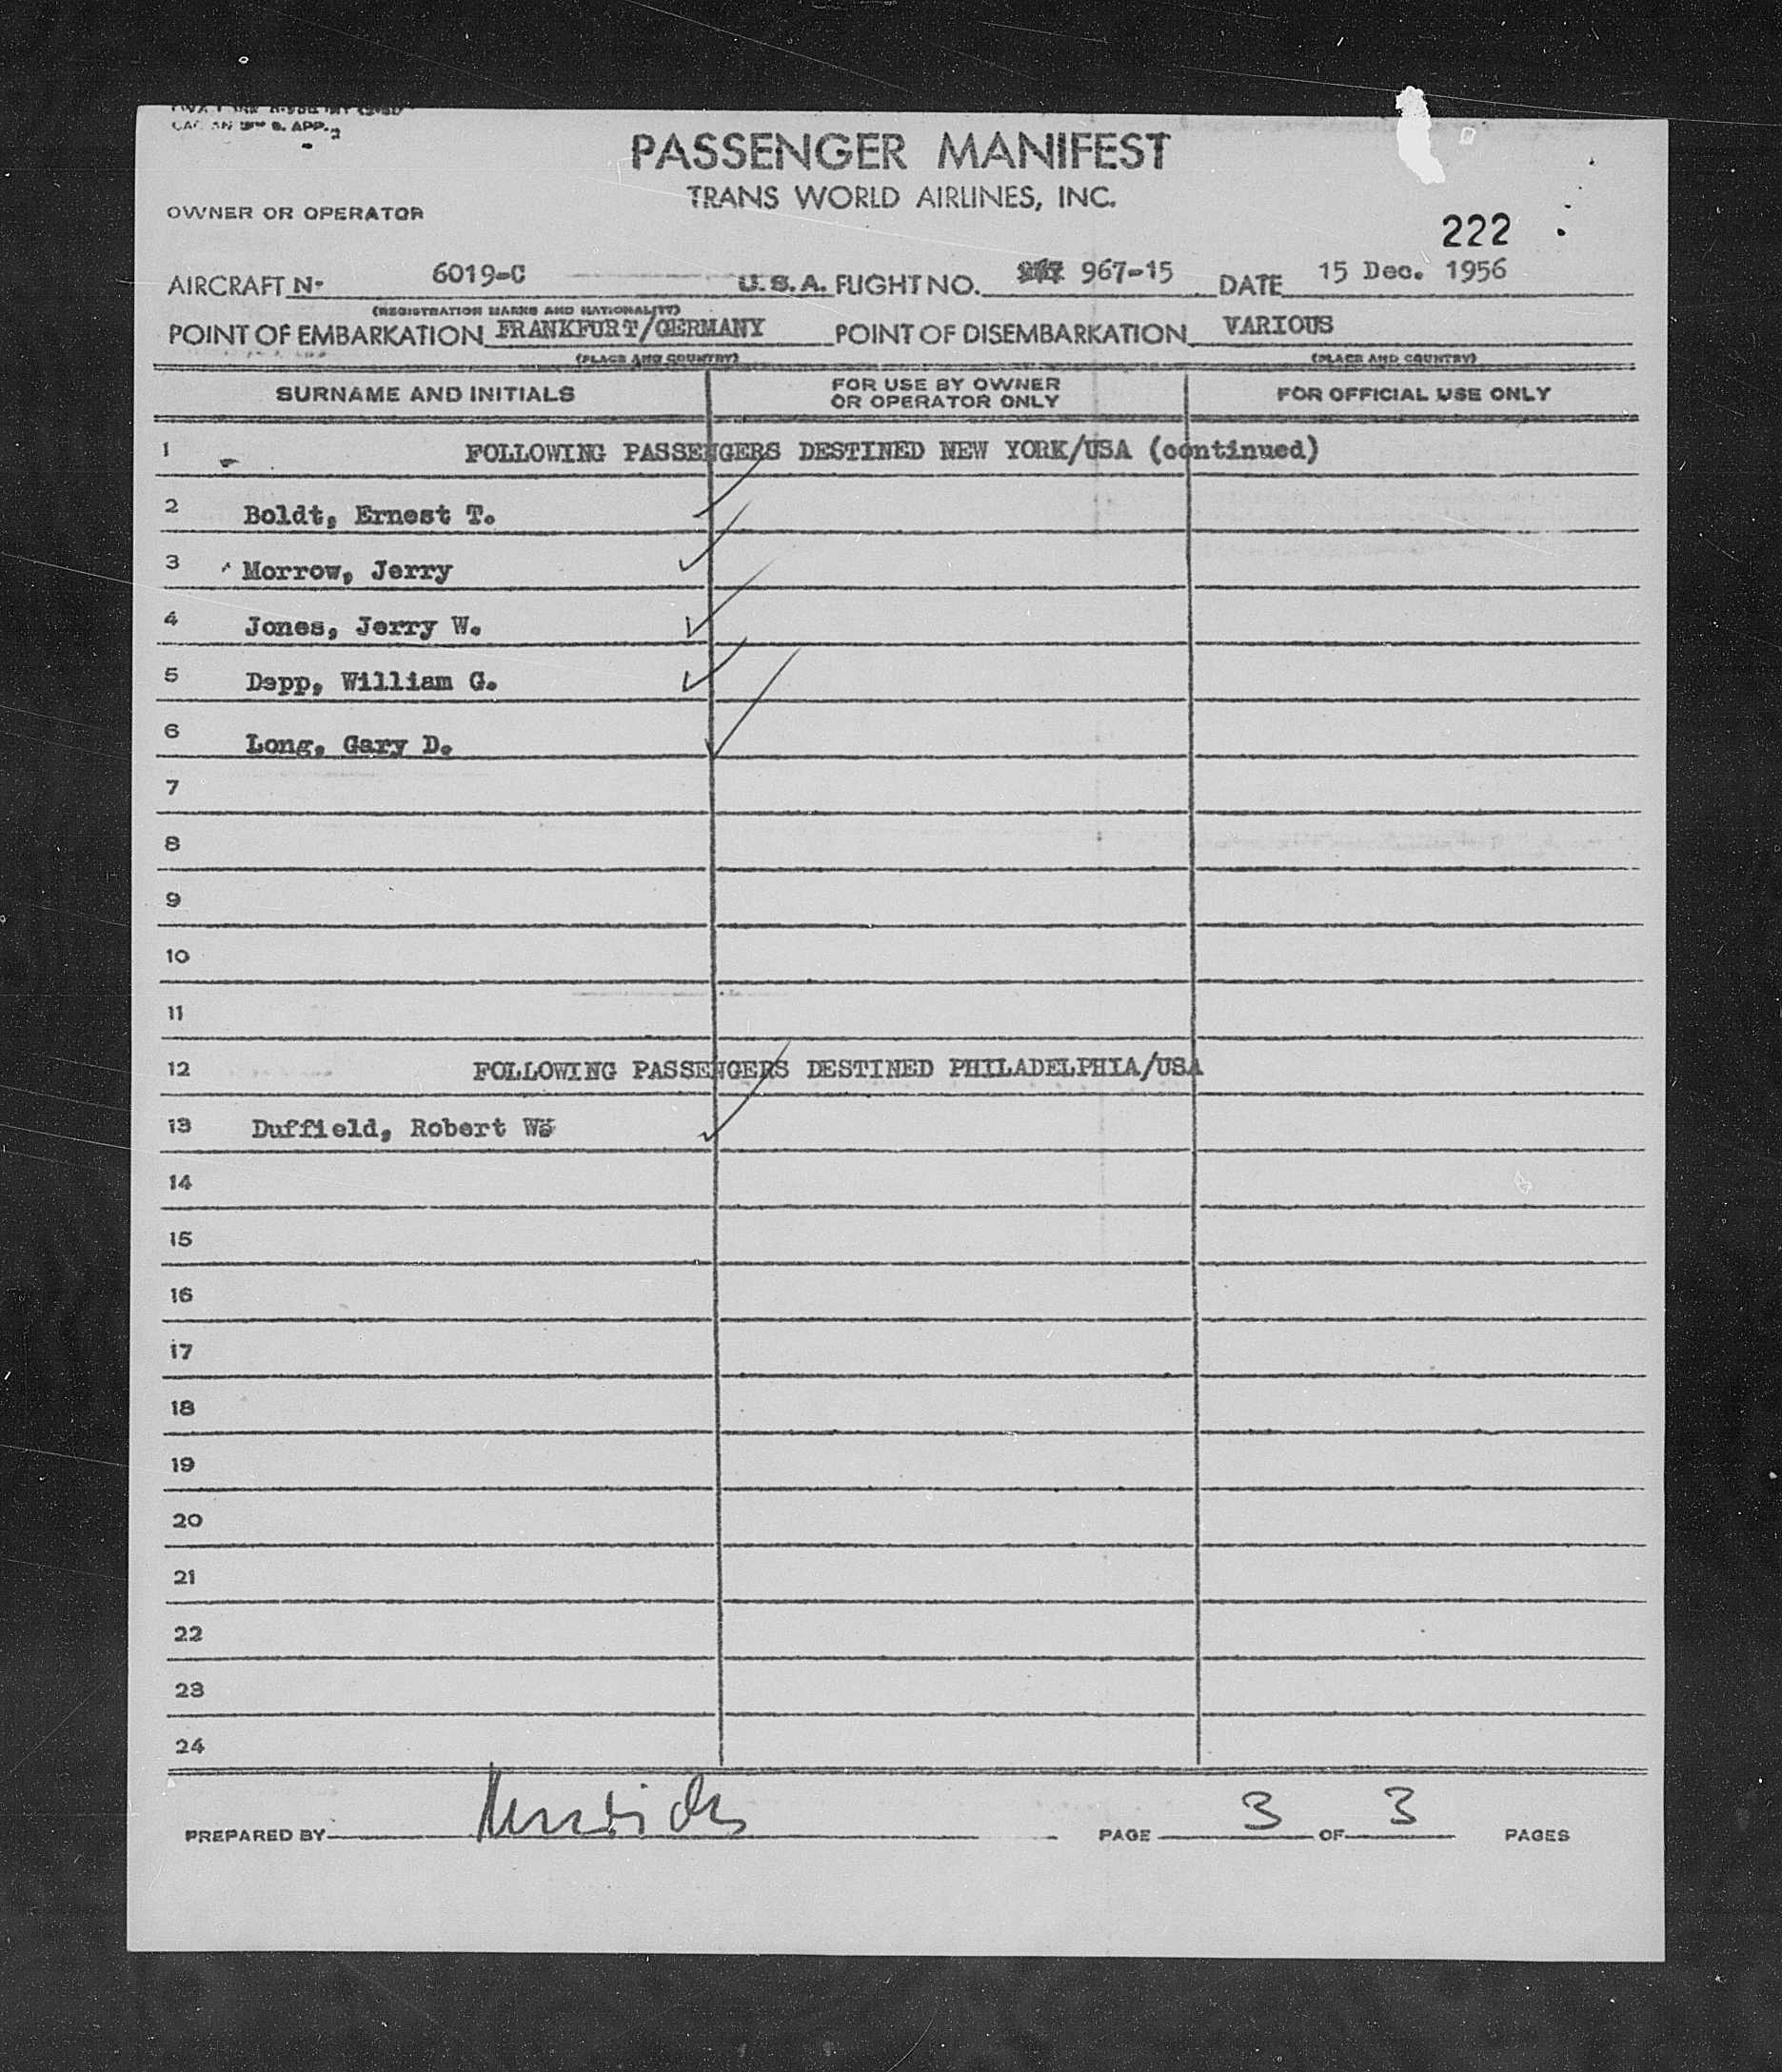 PASSENGER MANIFEST
TRANS WORLD AIRLINES, INC.
OWNER OR OPERATOR
222
AIRCRAFT N- 6019-C U.S.A. FLIGHT NO. 967-15 DATE 15 Dec. 1956
(REGISTRATION MARKS AND NATIONALITY)
POINT OF EMBARKATION FRANKFURT/GERMANY POINT OF DISEMBARKATION VARIOUS
(PLACE AND COUNTRY) (PLACE AND COUNTRY)
SURNAME AND INITIALS FOR USE BY OWNER OR OPERATOR ONLY FOR OFFICIAL USE ONLY
1 FOLLOWING PASSENGERS DESTINED NEW YORK/USA (continued)
2 Boldt, Ernest T.
3 Morrow, Jerry
4 Jones, Jerry W.
5 Depp, William G.
6 Long, Gary D.
7
8
9
10
11
12 FOLLOWING PASSENGERS DESTINED PHILADELPHIA/USA
13 Duffield, Robert W
14
15
16
17
18
19
20
21
22
23
24
PREPARED BY PAGE 3 OF 3 PAGES